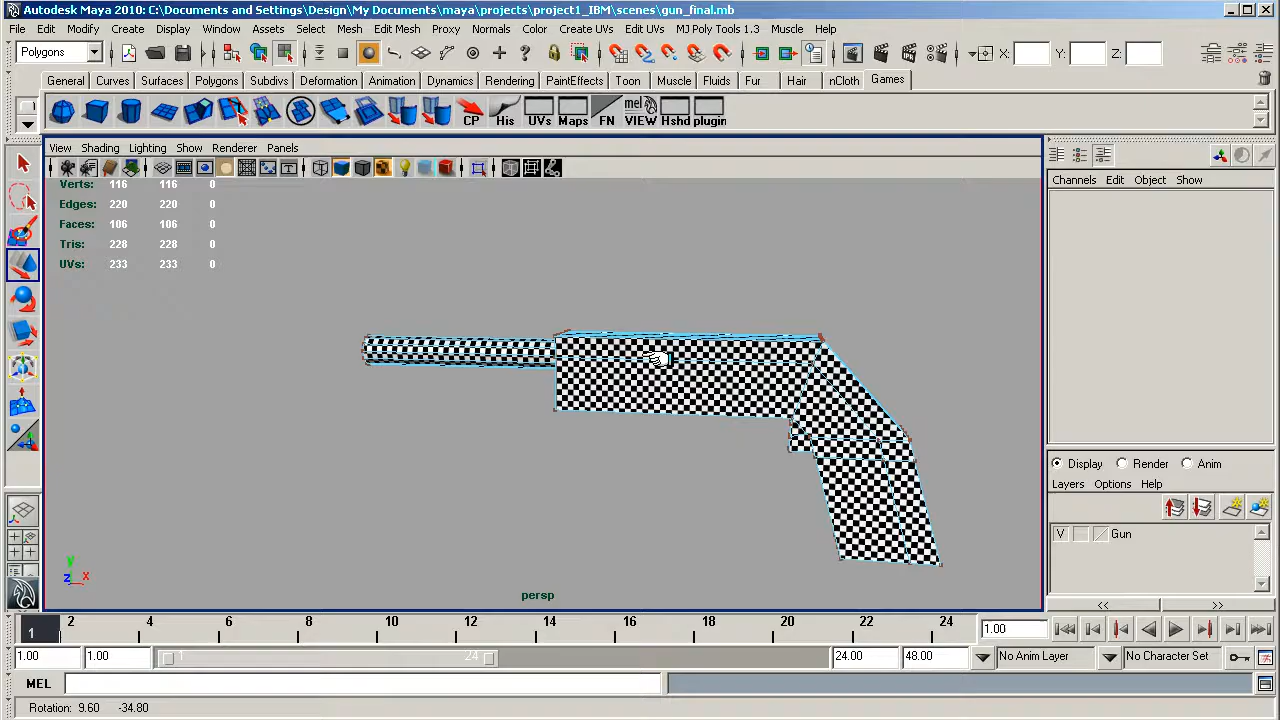 Autodesk Maya 2010: C:\Documents and Settings\Design\My Documents\maya\projects\project1_IBM\scenes\gun_final.mb
File Edit Modify Create Display Window Assets Select Mesh Edit Mesh Proxy Normals Color Create UVs Edit UVs MJ Poly Tools 1.3 Muscle Help
Polygons X: Y: Z:
General Curves Surfaces Polygons Subdivs Deformation Animation Dynamics Rendering PaintEffects Toon Muscle Fluids Fur Hair nCloth Games
mel
CP His UVs Maps FN VIEW Hshd plugin
View Shading Lighting Show Renderer Panels
Channels Edit Object Show
Verts: 116 116 0
Edges: 220 220 0
Faces: 106 106 0
Tris: 228 228 0
UVs: 233 233 0
Display Render Anim
Layers Options Help
V Gun
y
z x
persp
<< >>
1 2 4 6 8 10 12 14 16 18 20 22 24 1.00
1.00 1.00 1 24 24.00 48.00 No Anim Layer No Character Set
MEL
Rotation: 9.60 -34.80